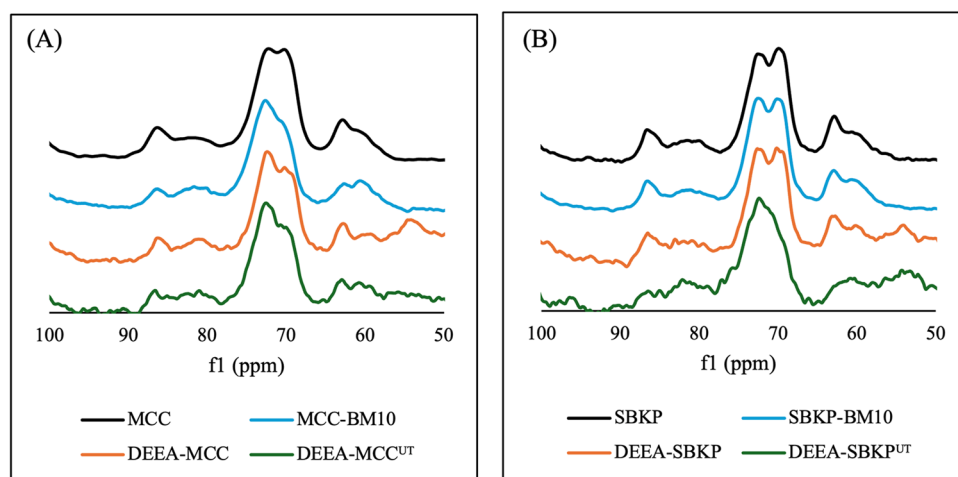 (A)
100 90 80 70 60 50
f1 (ppm)
MCC MCC-BM10
DEEA-MCC DEEA-MCCᵁᵀ
(B)
100 90 80 70 60 50
f1 (ppm)
SBKP SBKP-BM10
DEEA-SBKP DEEA-SBKPᵁᵀ